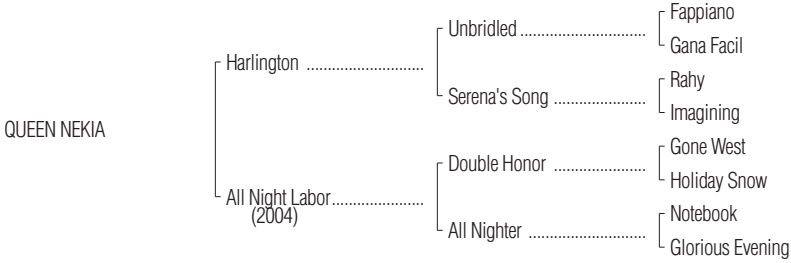 Fappiano
Unbridled ..............................
Gana Facil
Harlington ............................
Rahy
Serena's Song ......................
Imagining
QUEEN NEKIA
Gone West
Double Honor ......................
Holiday Snow
All Night Labor......................
(2004)
Notebook
All Nighter ............................
Glorious Evening